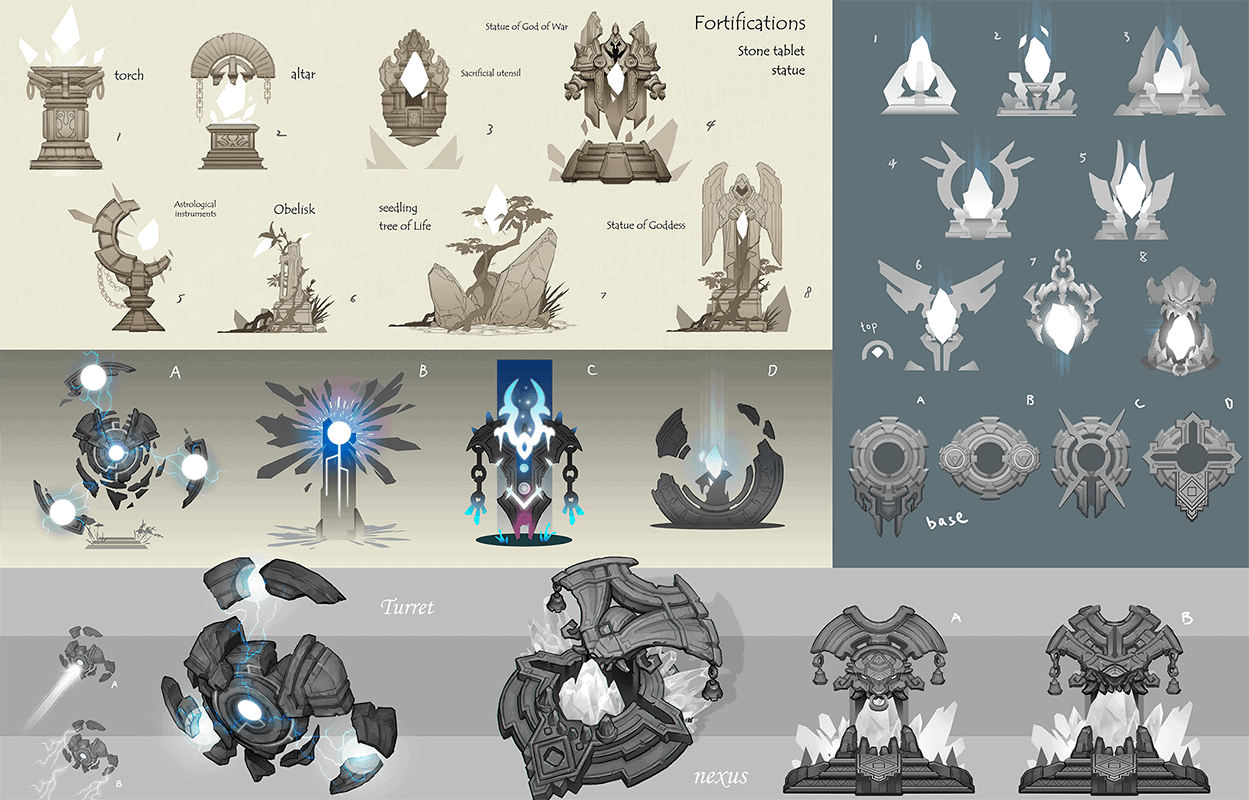 Fortifications
Stone tablet
statue
torch
1
altar
2
Sacrificial utensil
3
Statue of God of War
4
Astrological
instruments
5
Obelisk
6
seedling
tree of Life
7
Statue of Goddess
8
1
2
3
4
5
6
top
7
8
A
B
C
D
base
A
B
C
D
A
B
Turret
nexus
A
B